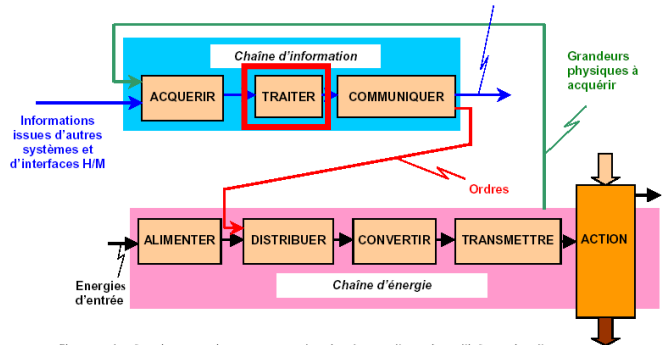 Chaîne d'information
ACQUERIR
TRAITER
COMMUNIQUER
Grandeurs
physiques à
acquérir
Informations
issues d'autres
systèmes et
d'interfaces H/M
Ordres
ALIMENTER
DISTRIBUER
CONVERTIR
TRANSMETTRE
ACTION
Energies
d'entrée
Chaîne d'énergie